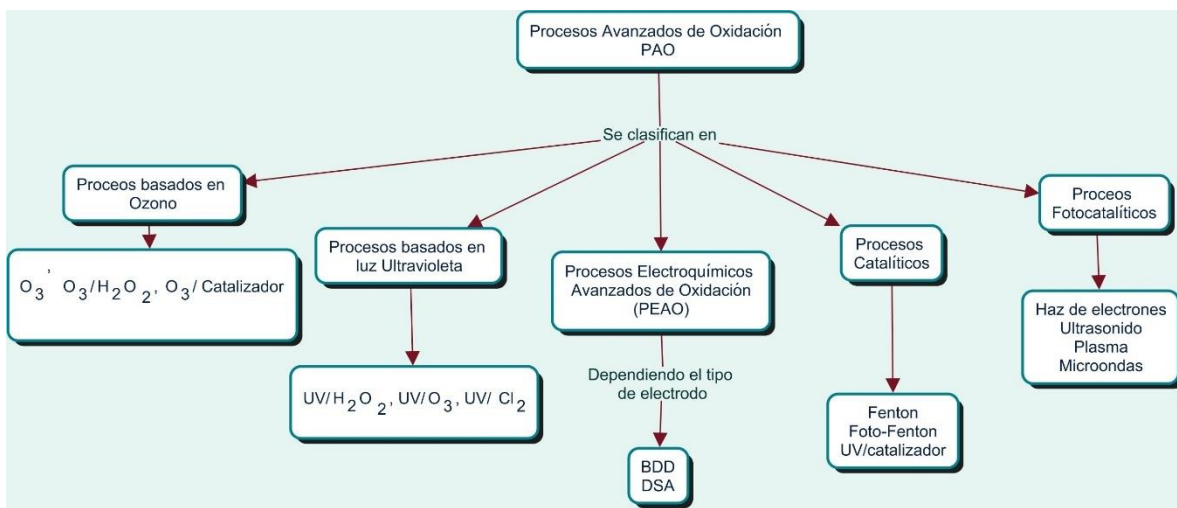 Procesos Avanzados de Oxidación
PAO
Se clasifican en
Proceos basados en
Ozono
O3, O3/H2O2, O3/ Catalizador
Procesos basados en
luz Ultravioleta
UV/H2O2, UV/O3, UV/ Cl2
Procesos Electroquímicos
Avanzados de Oxidación
(PEAO)
Dependiendo el tipo
de electrodo
BDD
DSA
Procesos
Catalíticos
Fenton
Foto-Fenton
UV/catalizador
Proceos
Fotocatalíticos
Haz de electrones
Ultrasonido
Plasma
Microondas